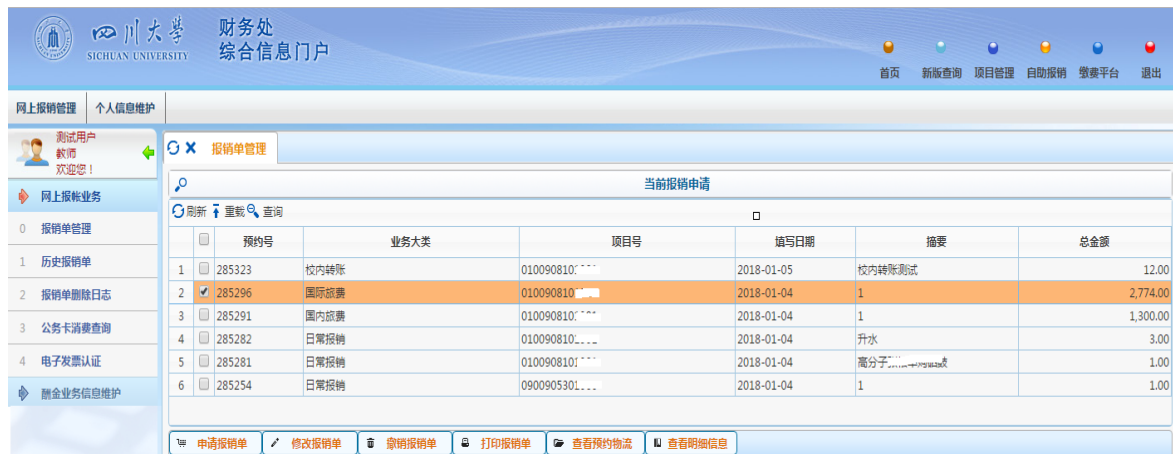 四川大學
SICHUAN UNIVERSITY
财务处
综合信息门户
首页 新版查询 项目管理 自助报销 缴费平台 退出
网上报销管理 个人信息维护
测试用户
教师
欢迎您！
报销单管理
网上报帐业务
0 报销单管理
1 历史报销单
2 报销单删除日志
3 公务卡消费查询
4 电子发票认证
酬金业务信息维护
当前报销申请
刷新 重载 查询
预约号 业务大类 项目号 填写日期 摘要 总金额
1 285323 校内转账 010090810 2018-01-05 校内转账测试 12.00
2 285296 国际旅费 010090810 2018-01-04 1 2,774.00
3 285291 国内旅费 010090810 2018-01-04 1 1,300.00
4 285282 日常报销 010090810 2018-01-04 升水 3.00
5 285281 日常报销 010090810 2018-01-04 高分子 1.00
6 285254 日常报销 090090530 2018-01-04 1 1.00
申请报销单 修改报销单 撤销报销单 打印报销单 查看预约物流 查看明细信息